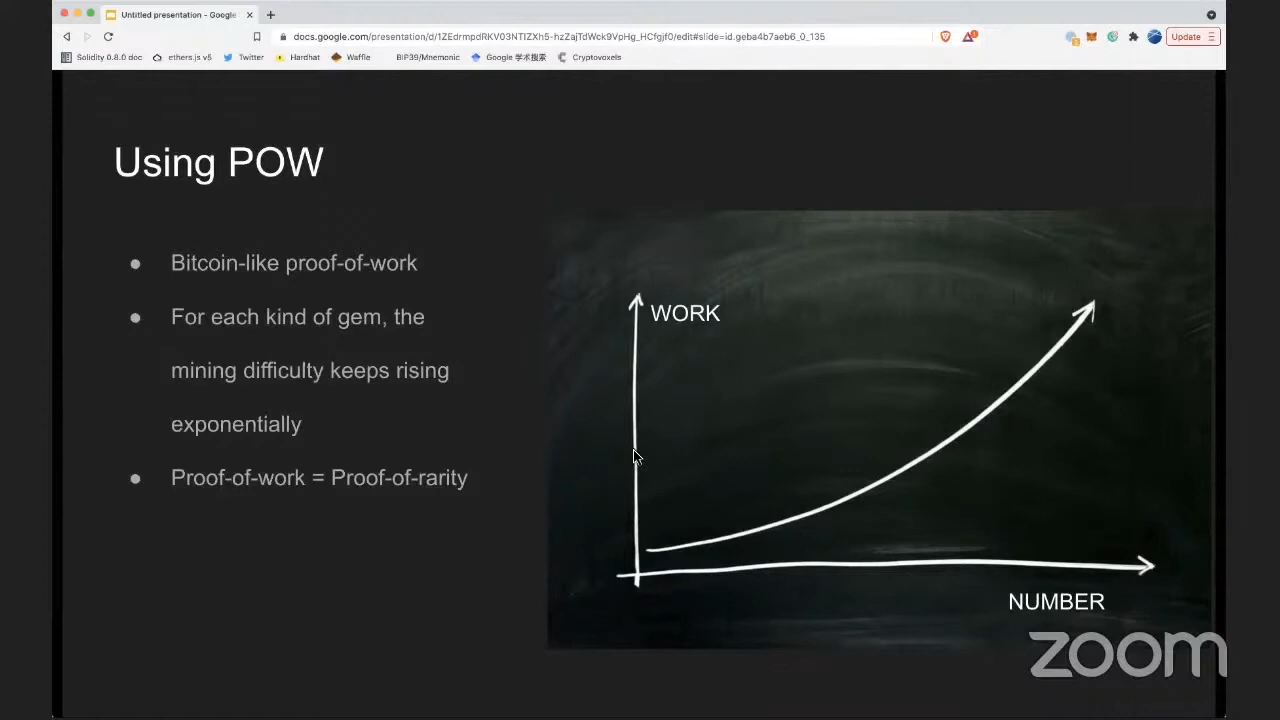 Untitled presentation - Google
docs.google.com/presentation/d/1ZEdrmpdRKV03NTIZXh5-hzZajTdWck9VpHg_HCfgjf0/edit#slide=id.geba4b7aeb6_0_135
Update
Solidity 0.8.0 doc
ethers.js v5
Twitter
Hardhat
Waffle
BIP39/Mnemonic
Google 学术搜索
Cryptovoxels
Using POW
Bitcoin-like proof-of-work
For each kind of gem, the
mining difficulty keeps rising
exponentially
Proof-of-work = Proof-of-rarity
WORK
NUMBER
zoom